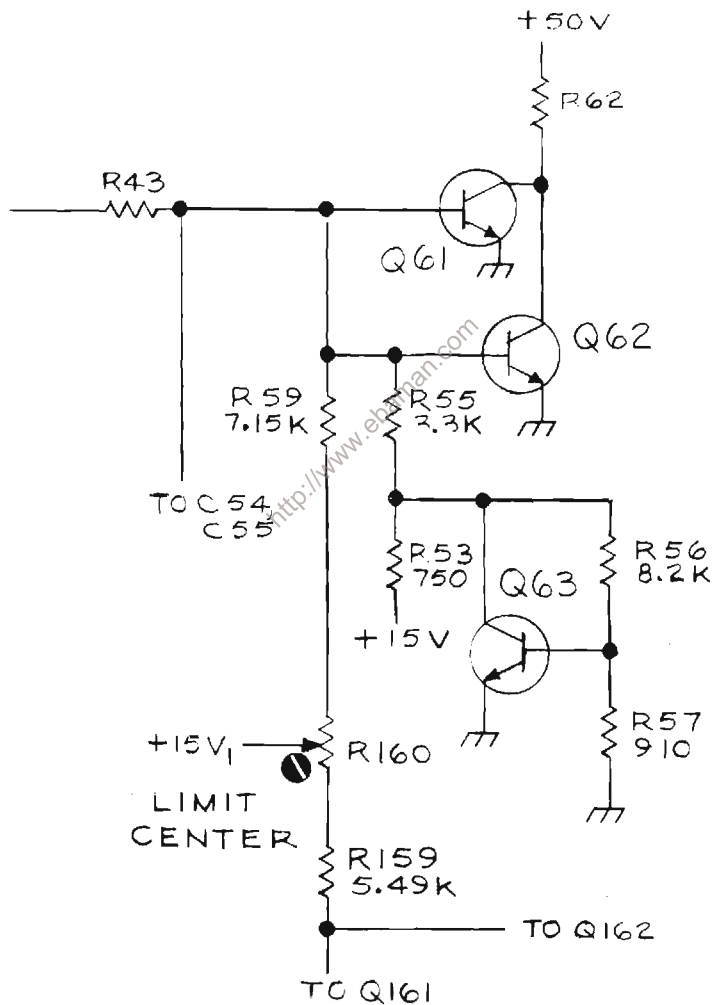 +50V
R62
R43
Q61
Q62
R59
7.15K
R55
3.3K
TO C54,
C55
http://www.ebaman.com
R53
750
Q63
R56
8.2K
+15V
R57
910
+15V1
R160
LIMIT
CENTER
R159
5.49K
TO Q162
TO Q161